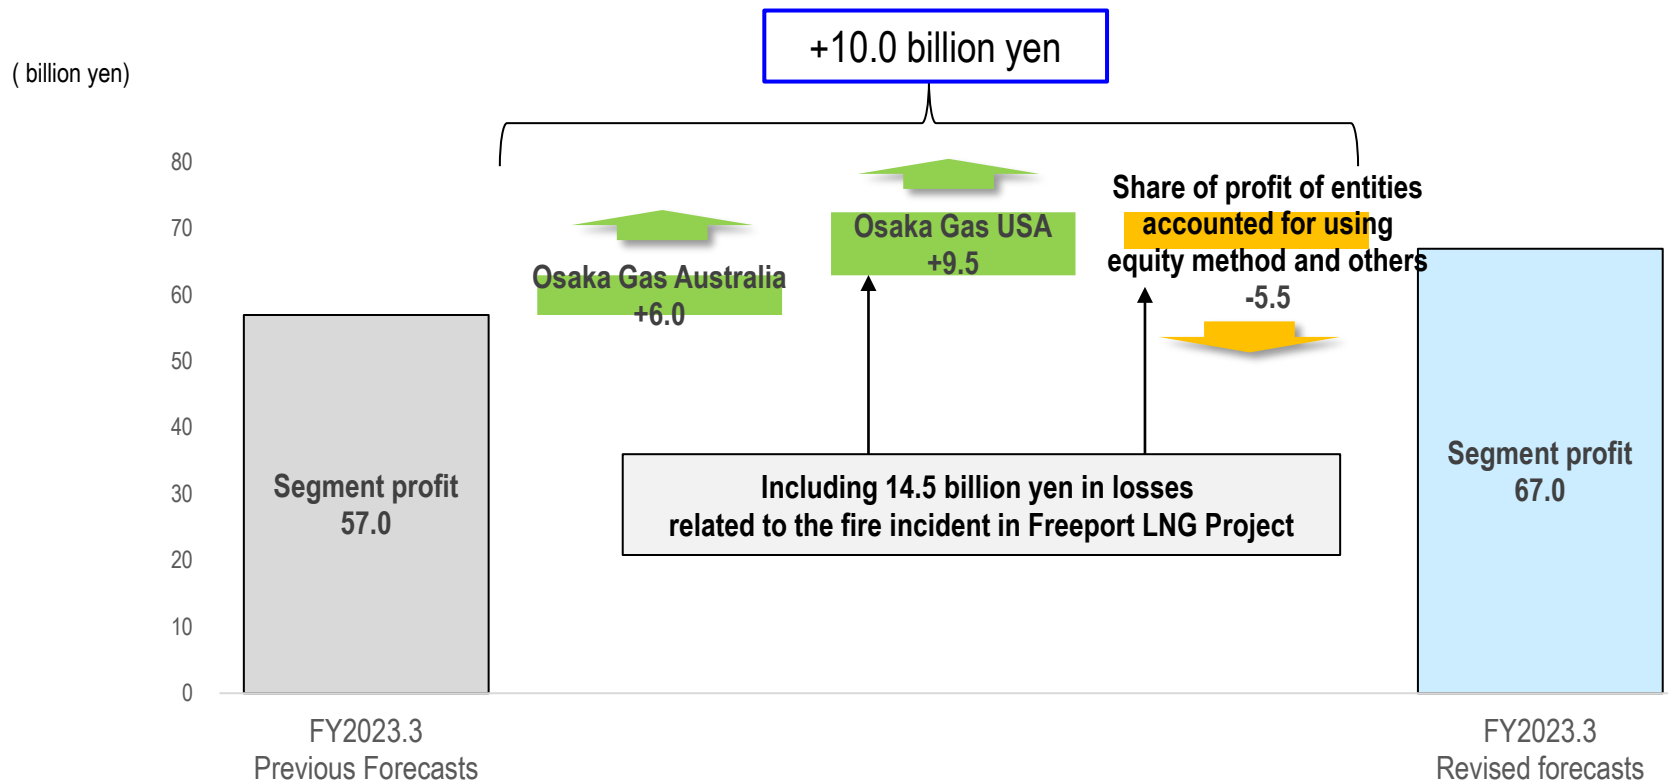 +10.0 billion yen
( billion yen)
80
70
60
50
40
30
20
10
0
Osaka Gas Australia
+6.0
Osaka Gas USA
+9.5
Share of profit of entities
accounted for using
equity method and others
-5.5
Segment profit
57.0
Including 14.5 billion yen in losses
related to the fire incident in Freeport LNG Project
Segment profit
67.0
FY2023.3
Previous Forecasts
FY2023.3
Revised forecasts